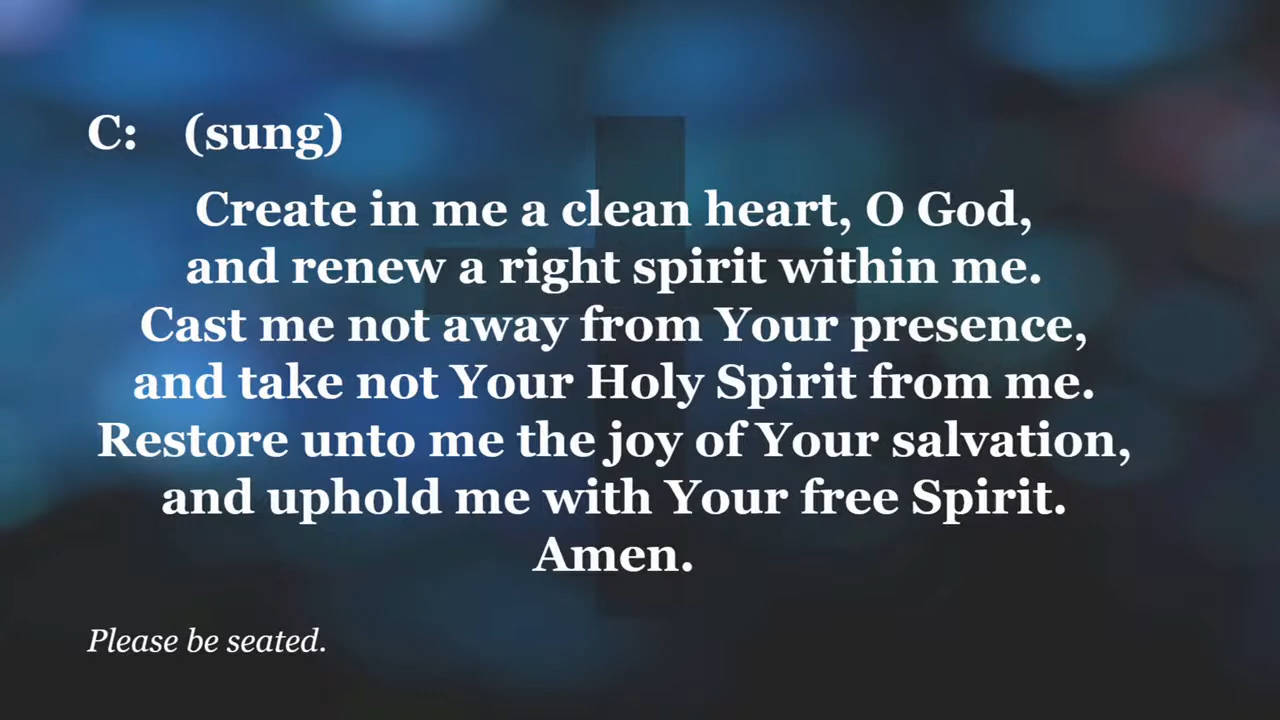 C: (sung)
Create in me a clean heart, O God,
and renew a right spirit within me.
Cast me not away from Your presence,
and take not Your Holy Spirit from me.
Restore unto me the joy of Your salvation,
and uphold me with Your free Spirit.
Amen.
Please be seated.